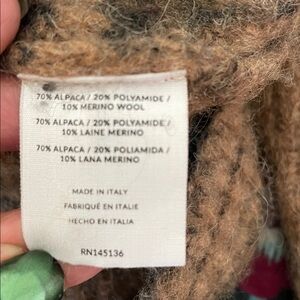 70% ALPACA / 20% POLYAMIDE /
10% MERINO WOOL
70% ALPACA / 20% POLYAMIDE /
10% LAINE MERINO
70% ALPACA / 20% POLIAMIDA /
10% LANA MERINO
MADE IN ITALY
FABRIQUÉ EN ITALIE
HECHO EN ITALIA
RN145136